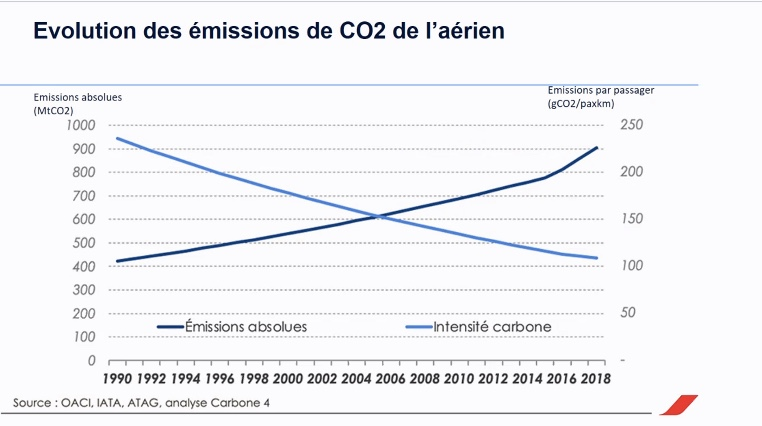 Evolution des émissions de CO2 de l'aérien
Emissions absolues
(MtCO2)
Emissions par passager
(gCO2/paxkm)
1000
900
800
700
600
500
400
300
200
100
0
250
200
150
100
50
-
Émissions absolues
Intensité carbone
1990 1992 1994 1996 1998 2000 2002 2004 2006 2008 2010 2012 2014 2016 2018
Source : OACI, IATA, ATAG, analyse Carbone 4